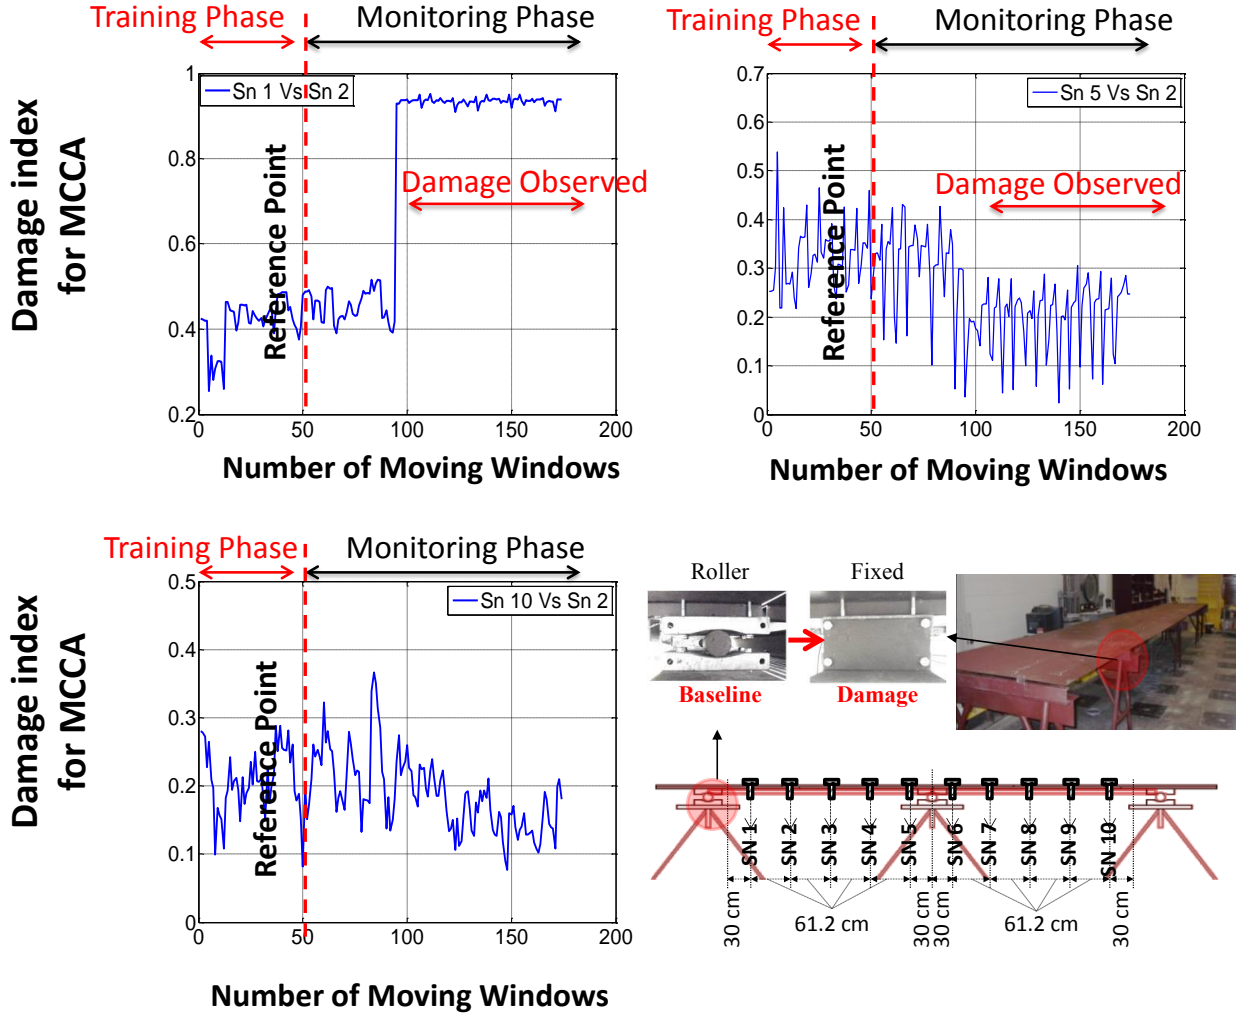 Training Phase
Monitoring Phase
Damage index
for MCCA
1
0.8
0.6
0.4
0.2
Sn 1 Vs Sn 2
Reference Point
Damage Observed
0
50
100
150
200
Number of Moving Windows
Training Phase
Monitoring Phase
0.7
0.6
0.5
0.4
0.3
0.2
0.1
0
Sn 5 Vs Sn 2
Reference Point
Damage Observed
0
50
100
150
200
Number of Moving Windows
Training Phase
Monitoring Phase
Damage index
for MCCA
0.5
0.4
0.3
0.2
0.1
0
Sn 10 Vs Sn 2
Reference Point
0
50
100
150
200
Number of Moving Windows
Roller
Fixed
Baseline
Damage
SN 1
SN 2
SN 3
SN 4
SN 5
SN 6
SN 7
SN 8
SN 9
SN 10
30 cm
61.2 cm
30 cm
30 cm
61.2 cm
30 cm